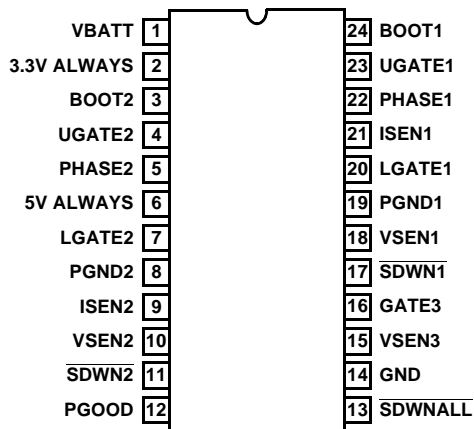 VBATT 1 24 BOOT1
3.3V ALWAYS 2 23 UGATE1
BOOT2 3 22 PHASE1
UGATE2 4 21 ISEN1
PHASE2 5 20 LGATE1
5V ALWAYS 6 19 PGND1
LGATE2 7 18 VSEN1
PGND2 8 17 SDWN1
ISEN2 9 16 GATE3
VSEN2 10 15 VSEN3
SDWN2 11 14 GND
PGOOD 12 13 SDWNALL